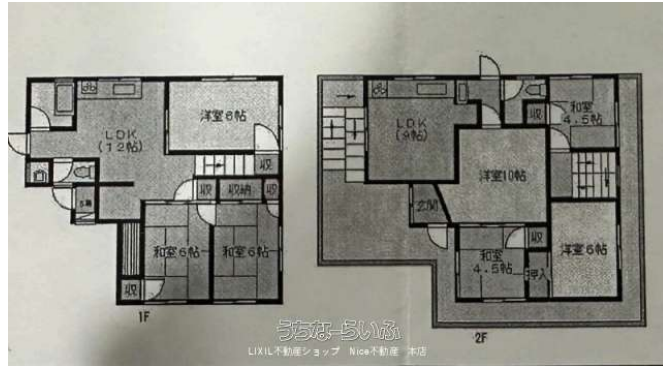 LDK
(12帖)
洋室6帖
収
収
収納
収
和室6帖
和室6帖
収
1F
LDK
(9帖)
収
和室
4.5帖
洋室10帖
玄関
和室
4.5帖
収
押入
洋室6帖
2F
うちなーらいふ
LIXIL不動産ショップ Nice不動産 本店